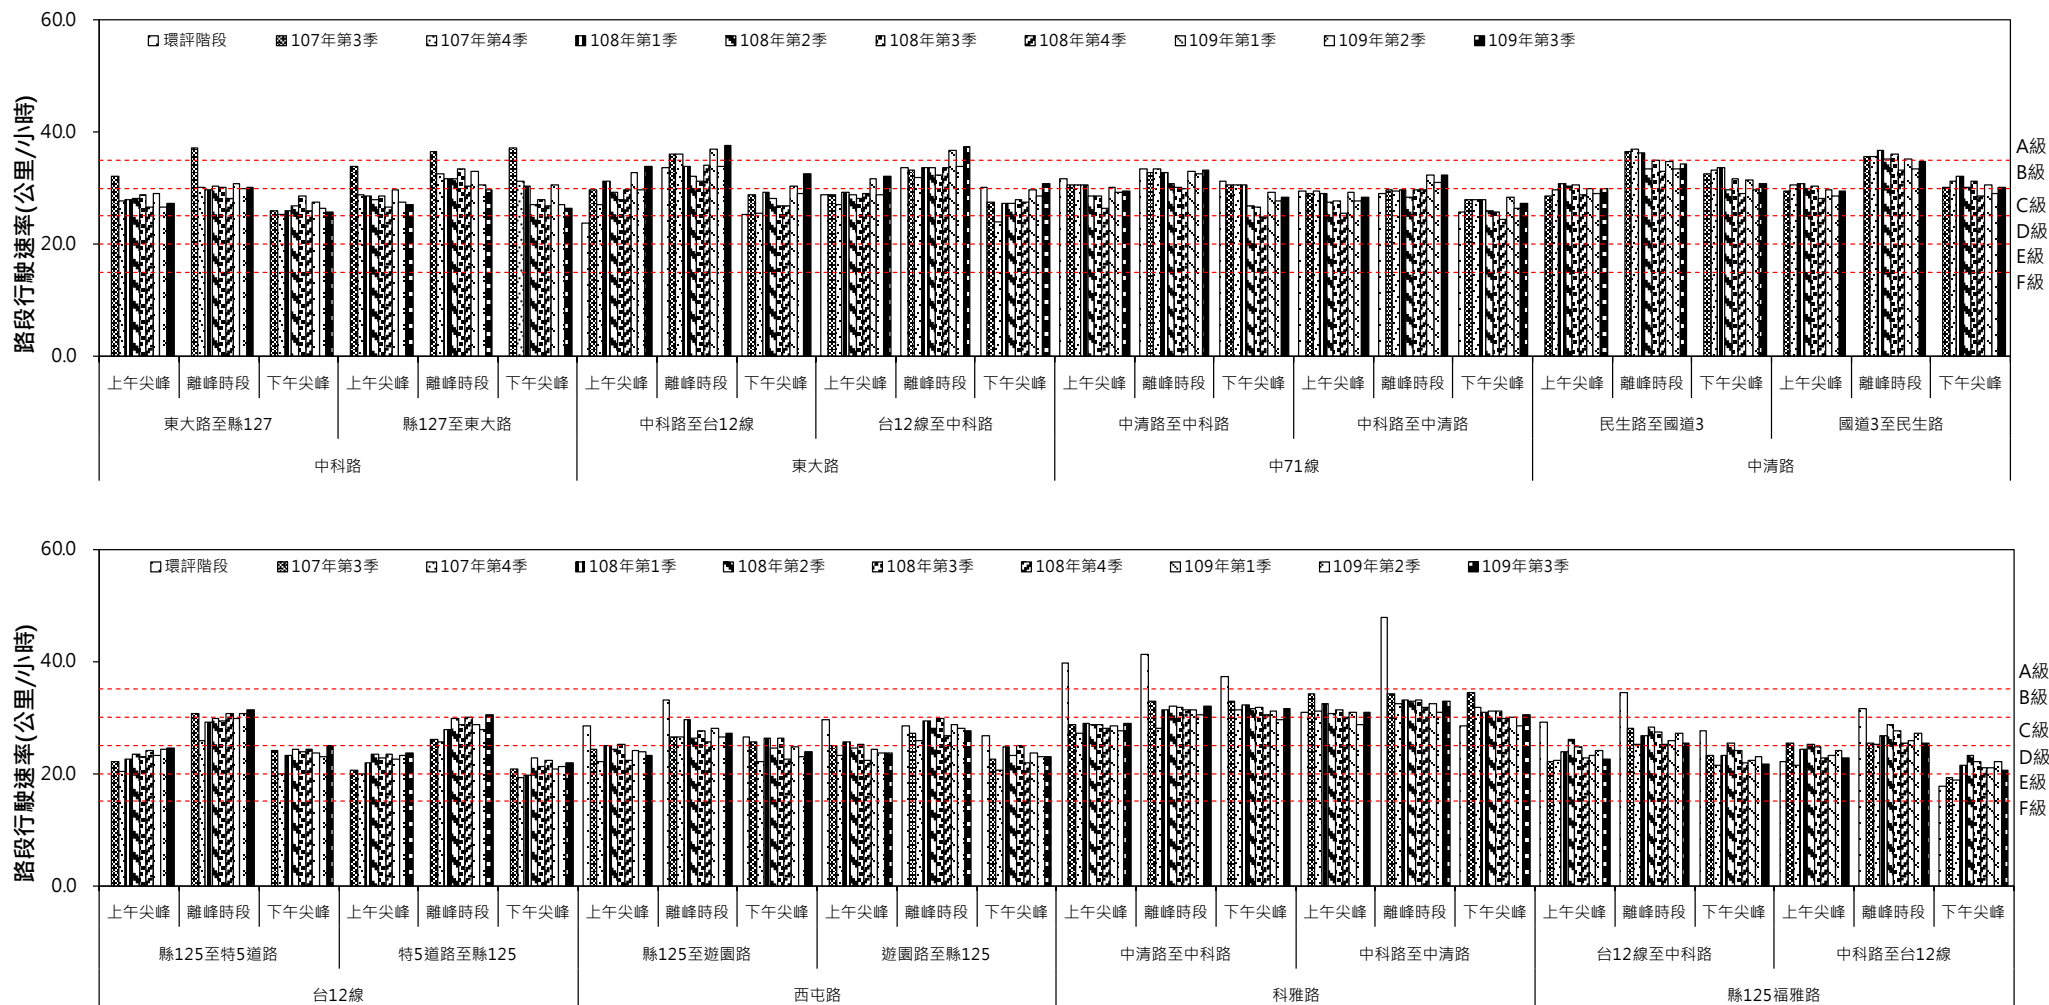 60.0
環評階段 107年第3季 107年第4季 108年第1季 108年第2季 108年第3季 108年第4季 109年第1季 109年第2季 109年第3季
路段行駛速率(公里/小時)
40.0
A級
B級
C級
20.0
D級
E級
F級
0.0
上午尖峰 離峰時段 下午尖峰 上午尖峰 離峰時段 下午尖峰 上午尖峰 離峰時段 下午尖峰 上午尖峰 離峰時段 下午尖峰 上午尖峰 離峰時段 下午尖峰 上午尖峰 離峰時段 下午尖峰 上午尖峰 離峰時段 下午尖峰 上午尖峰 離峰時段 下午尖峰
東大路至縣127 縣127至東大路 中科路至台12線 台12線至中科路 中清路至中科路 中科路至中清路 民生路至國道3 國道3至民生路
中科路 東大路 中71線 中清路
60.0
環評階段 107年第3季 107年第4季 108年第1季 108年第2季 108年第3季 108年第4季 109年第1季 109年第2季 109年第3季
路段行駛速率(公里/小時)
40.0
A級
B級
C級
D級
20.0
E級
F級
0.0
上午尖峰 離峰時段 下午尖峰 上午尖峰 離峰時段 下午尖峰 上午尖峰 離峰時段 下午尖峰 上午尖峰 離峰時段 下午尖峰 上午尖峰 離峰時段 下午尖峰 上午尖峰 離峰時段 下午尖峰 上午尖峰 離峰時段 下午尖峰 上午尖峰 離峰時段 下午尖峰
縣125至特5道路 特5道路至縣125 縣125至遊園路 遊園路至縣125 中清路至中科路 中科路至中清路 台12線至中科路 中科路至台12線
台12線 西屯路 科雅路 縣125福雅路